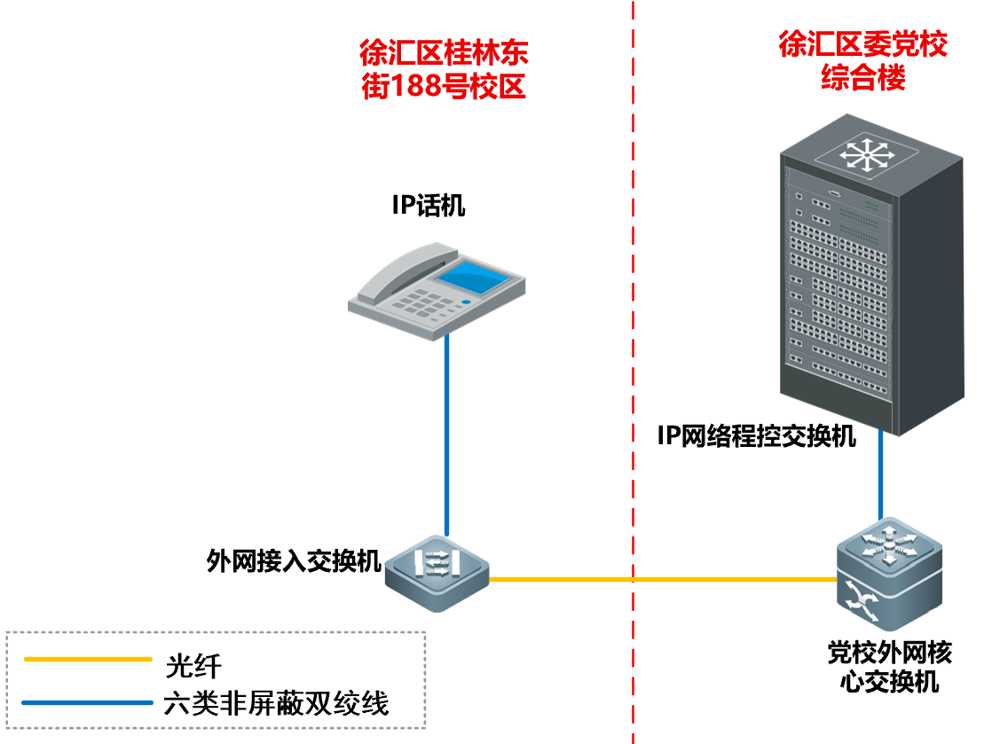 徐汇区桂林东
街188号校区
徐汇区委党校
综合楼
IP话机
IP网络程控交换机
外网接入交换机
党校外网核
心交换机
光纤
六类非屏蔽双绞线